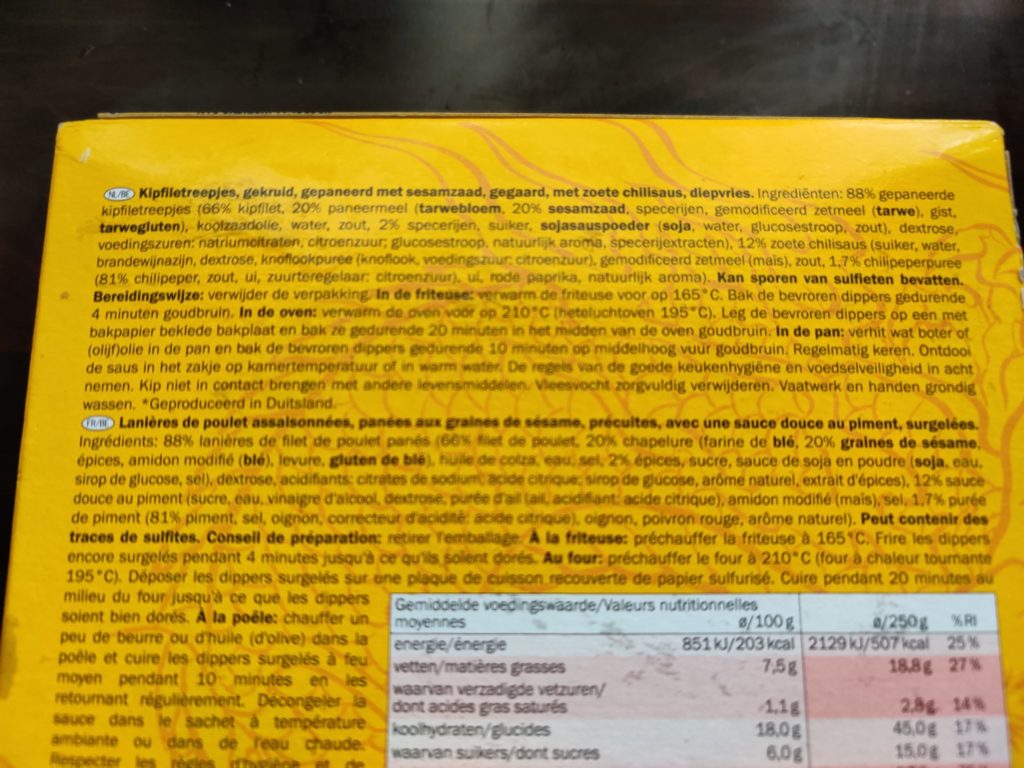 NL/BE Kipfiletreepjes, gekruid, gepaneerd met sesamzaad, gegaard, met zoete chilisaus, diepvries. Ingrediënten: 88% gepaneerde
kipfiletreepjes (66% kipfilet, 20% paneermeel (tarwebloem, 20% sesamzaad, specerijen, gemodificeerd zetmeel (tarwe), gist,
tarwegluten), koolzaadolie, water, zout, 2% specerijen, suiker, sojasauspoeder (soja, water, glucosestroop, zout), dextrose,
voedingszuren: natriumcitraten, citroenzuur; glucosestroop, natuurlijk aroma, specerijextracten), 12% zoete chilisaus (suiker, water,
brandewijnazijn, dextrose, knoflookpuree (knoflook, voedingszuur: citroenzuur), gemodificeerd zetmeel (maïs), zout, 1,7% chilipeperpuree
(81% chilipeper, zout, ui, zuurteregelaar: citroenzuur), ui, rode paprika, natuurlijk aroma). Kan sporen van sulfieten bevatten.
Bereidingswijze: verwijder de verpakking. In de friteuse: verwarm de friteuse voor op 165°C. Bak de bevroren dippers gedurende
4 minuten goudbruin. In de oven: verwarm de oven voor op 210°C (heteluchtoven 195°C). Leg de bevroren dippers op een met
bakpapier beklede bakplaat en bak ze gedurende 20 minuten in het midden van de oven goudbruin. In de pan: verhit wat boter of
(olijf)olie in de pan en bak de bevroren dippers gedurende 10 minuten op middelhoog vuur goudbruin. Regelmatig keren. Ontdooi
de saus in het zakje op kamertemperatuur of in warm water. De regels van de goede keukenhygiëne en voedselveiligheid in acht
nemen. Kip niet in contact brengen met andere levensmiddelen. Vleesvocht zorgvuldig verwijderen. Vaatwerk en handen grondig
wassen. *Geproduceerd in Duitsland.
FR/BE Lanières de poulet assaisonnées, panées aux graines de sésame, précuites, avec une sauce douce au piment, surgelées.
Ingrédients: 88% lanières de filet de poulet panés (66% filet de poulet, 20% chapelure (farine de blé, 20% graines de sésame,
épices, amidon modifié (blé), levure, gluten de blé), huile de colza, eau, sel, 2% épices, sucre, sauce de soja en poudre (soja, eau,
sirop de glucose, sel), dextrose, acidifiants: citrates de sodium, acide citrique; sirop de glucose, arôme naturel, extrait d'épices), 12% sauce
douce au piment (sucre, eau, vinaigre d'alcool, dextrose, purée d'ail (ail, acidifiant: acide citrique), amidon modifié (maïs), sel, 1,7% purée
de piment (81% piment, sel, oignon, correcteur d'acidité: acide citrique), oignon, poivron rouge, arôme naturel). Peut contenir des
traces de sulfites. Conseil de préparation: retirer l'emballage. À la friteuse: préchauffer la friteuse à 165°C. Frire les dippers
encore surgelés pendant 4 minutes jusqu'à ce qu'ils soient dorés. Au four: préchauffer le four à 210°C (four à chaleur tournante
195°C). Déposer les dippers surgelés sur une plaque de cuisson recouverte de papier sulfurisé. Cuire pendant 20 minutes au
milieu du four jusqu'à ce que les dippers
soient bien dorés. À la poêle: chauffer un
peu de beurre ou d'huile (d'olive) dans la
poêle et cuire les dippers surgelés à feu
moyen pendant 10 minutes en les
retournant régulièrement. Décongeler la
sauce dans le sachet à température
ambiante ou dans de l'eau chaude.
Respecter les règles d'hygiène et de
Gemiddelde voedingswaarde/Valeurs nutritionnelles
moyennes ø/100 g ø/250 g %RI
energie/énergie 851 kJ/203 kcal 2129 kJ/507 kcal 25 %
vetten/matières grasses 7,5 g 18,8 g 27 %
waarvan verzadigde vetzuren/
dont acides gras saturés 1,1 g 2,8 g 14 %
koolhydraten/glucides 18,0 g 45,0 g 17 %
waarvan suikers/dont sucres 6,0 g 15,0 g 17 %